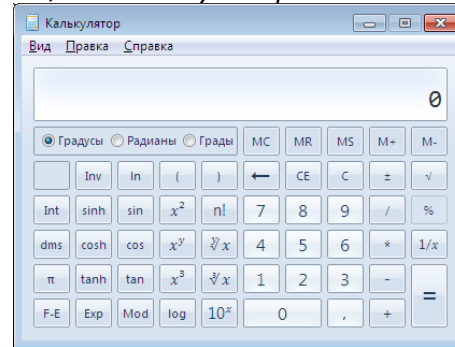 Калькулятор
Вид Правка Справка
0
Градусы Радианы Грады MC MR MS M+ M-
Inv ln ( ) ← CE C ± √
Int sinh sin x² n! 7 8 9 / %
dms cosh cos xʸ ʸ√x 4 5 6 * 1/x
π tanh tan x³ ³√x 1 2 3 - =
F-E Exp Mod log 10ˣ 0 , +